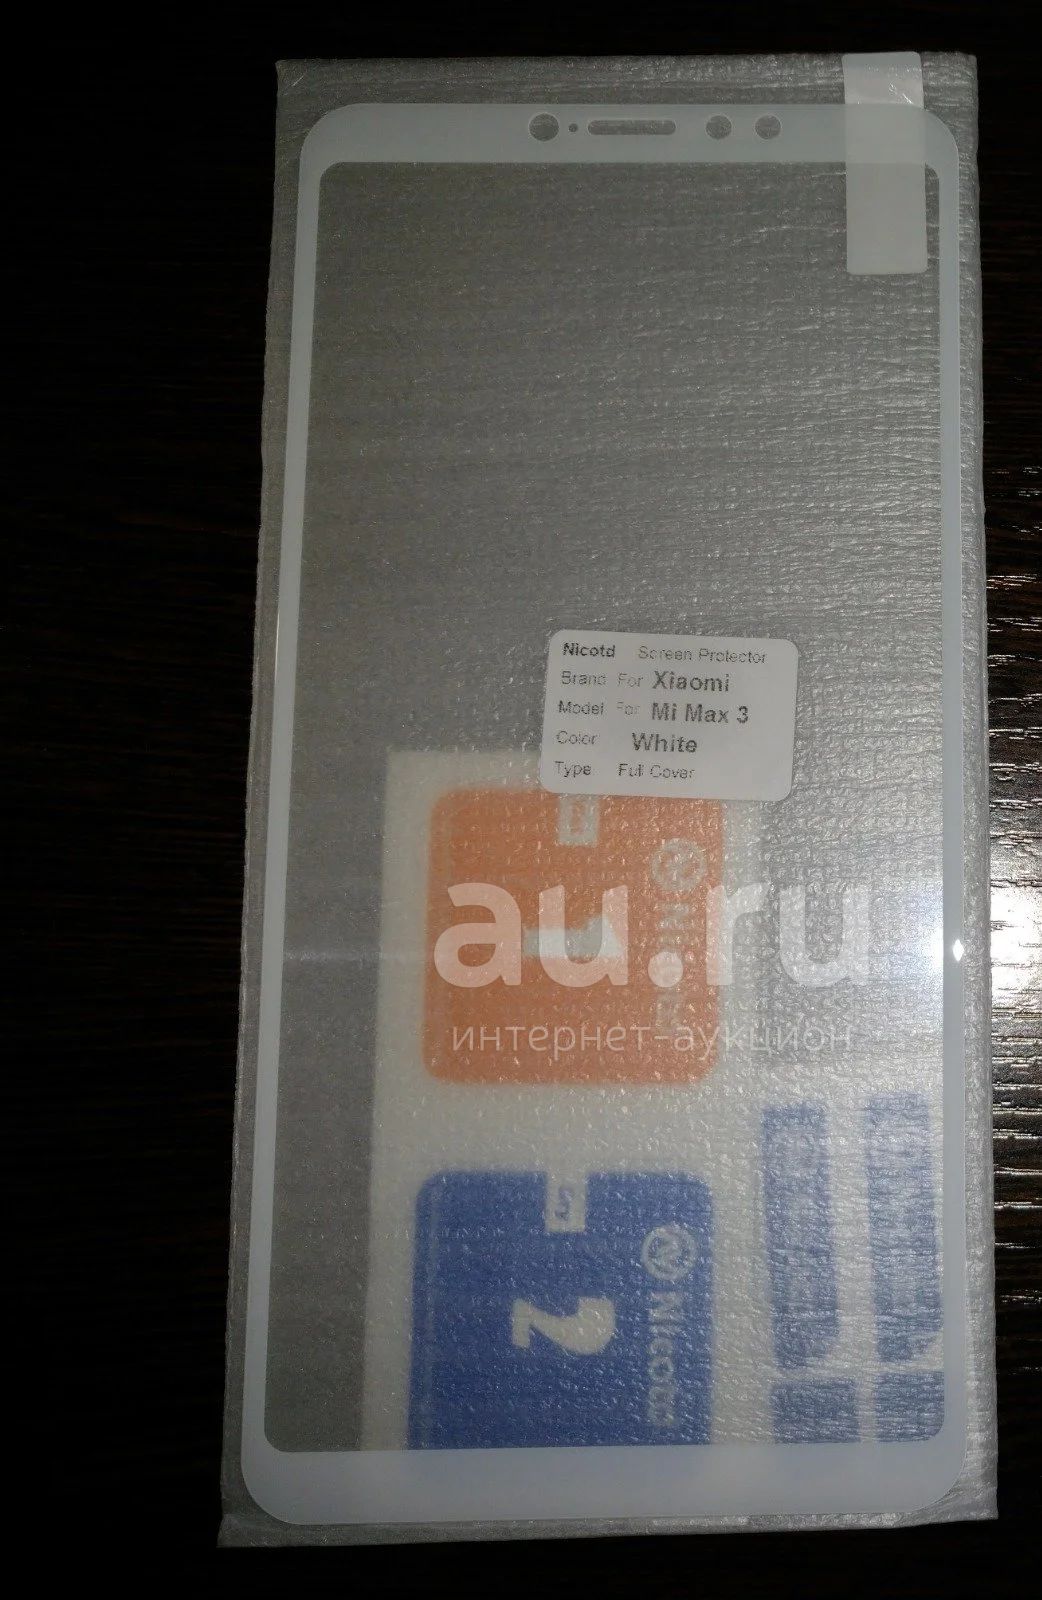 Nicotd Screen Protector
Brand For Xiaomi
Model For Mi Max 3
Color White
Type Full Cover
1
au.ru
интернет-аукцион
2
Nicotd